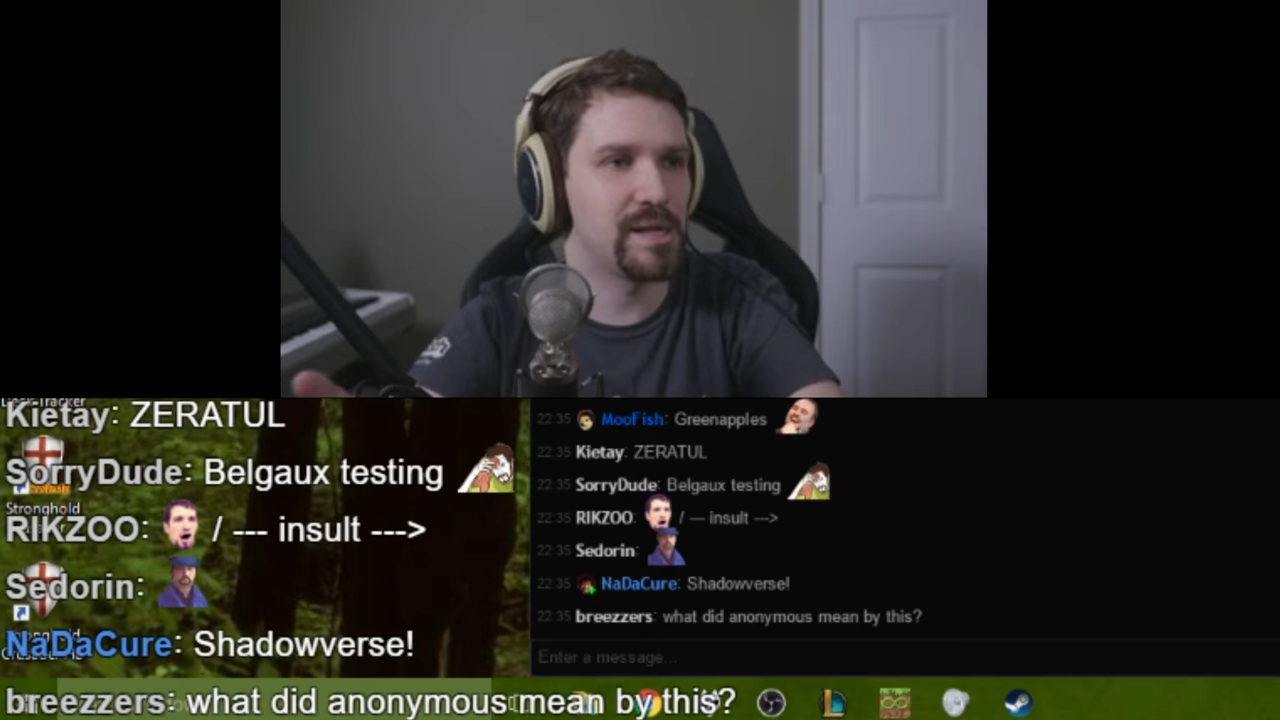 Kietay: ZERATUL
SorryDude: Belgaux testing
Stronghold
RIKZOO: / --- insult --->
Sedorin:
NaDaCure: Shadowverse!
breezzers: what did anonymous mean by this?
22:35 MooFish: Greenapples
22:35 Kietay: ZERATUL
22:35 SorryDude: Belgaux testing
22:35 RIKZOO: / --- insult --->
22:35 Sedorin:
22:35 NaDaCure: Shadowverse!
22:35 breezzers: what did anonymous mean by this?
Enter a message...